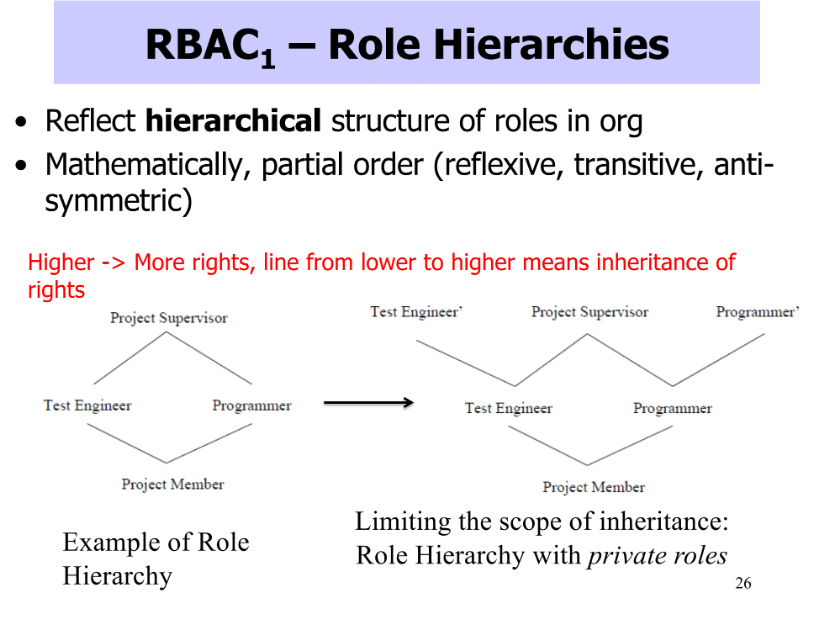 RBAC1 – Role Hierarchies
• Reflect hierarchical structure of roles in org
• Mathematically, partial order (reflexive, transitive, anti-
symmetric)
Higher -> More rights, line from lower to higher means inheritance of
rights
Project Supervisor
Test Engineer
Programmer
Project Member
Test Engineer’
Project Supervisor
Programmer’
Test Engineer
Programmer
Project Member
Example of Role
Hierarchy
Limiting the scope of inheritance:
Role Hierarchy with private roles
26